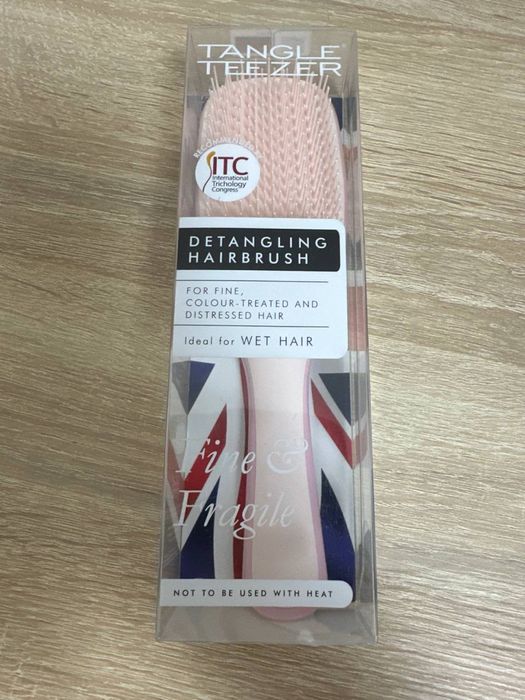 TANGLE
TEEZER
RECOMMENDED
ITC
International
Trichology
Congress
DETANGLING
HAIRBRUSH
FOR FINE,
COLOUR-TREATED AND
DISTRESSED HAIR
Ideal for WET HAIR
Fine &
Fragile
NOT TO BE USED WITH HEAT